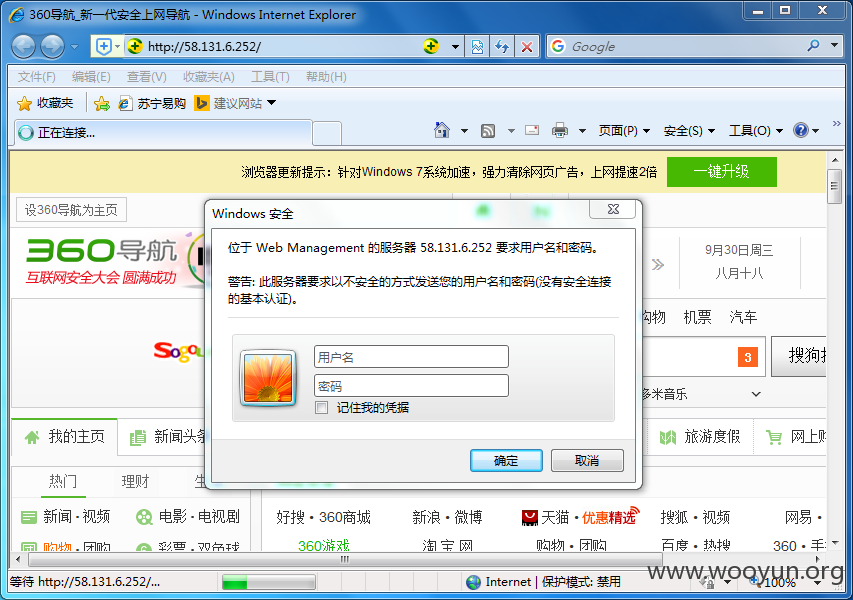 360导航_新一代安全上网导航 - Windows Internet Explorer
http://58.131.6.252/
Google
文件(F) 编辑(E) 查看(V) 收藏夹(A) 工具(T) 帮助(H)
收藏夹 苏宁易购 建议网站
正在连接... 页面(P) 安全(S) 工具(O)
浏览器更新提示：针对Windows 7系统加速，强力清除网页广告，上网提速2倍 一键升级
设360导航为主页
Windows 安全
位于 Web Management 的服务器 58.131.6.252 要求用户名和密码。
警告: 此服务器要求以不安全的方式发送您的用户名和密码(没有安全连接
的基本认证)。
用户名
密码
记住我的凭据
确定 取消
360导航
互联网安全大会 圆满成功
9月30日周三
八月十八
购物 机票 汽车
Sogou
3 搜狗
多米音乐
我的主页 新闻头条 旅游度假 网上购
热门 理财 生
新闻 • 视频 电影 • 电视剧 好搜 • 360商城 新浪 • 微博 天猫 • 优惠精选 搜狐 • 视频 网易 •
购物 • 团购 彩票 • 双色球 360游戏 淘 宝 网 购物 • 团购 百度 • 热搜 360 • 手
等待 http://58.131.6.252/... Internet | 保护模式: 禁用 100%
www.wooyun.org